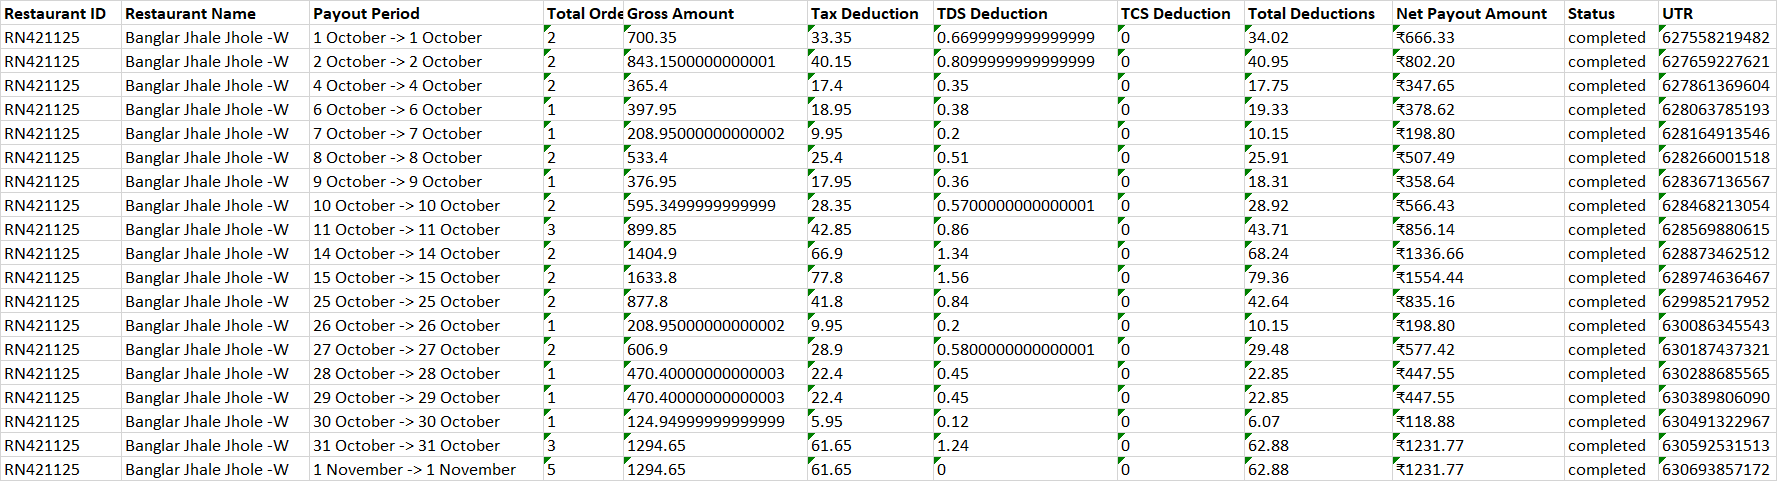 Restaurant ID Restaurant Name Payout Period Total Orde Gross Amount Tax Deduction TDS Deduction TCS Deduction Total Deductions Net Payout Amount Status UTR
RN421125 Banglar Jhale Jhole -W 1 October -> 1 October 2 700.35 33.35 0.6699999999999999 0 34.02 ₹666.33 completed 627558219482
RN421125 Banglar Jhale Jhole -W 2 October -> 2 October 2 843.1500000000001 40.15 0.8099999999999999 0 40.95 ₹802.20 completed 627659227621
RN421125 Banglar Jhale Jhole -W 4 October -> 4 October 2 365.4 17.4 0.35 0 17.75 ₹347.65 completed 627861369604
RN421125 Banglar Jhale Jhole -W 6 October -> 6 October 1 397.95 18.95 0.38 0 19.33 ₹378.62 completed 628063785193
RN421125 Banglar Jhale Jhole -W 7 October -> 7 October 1 208.95000000000002 9.95 0.2 0 10.15 ₹198.80 completed 628164913546
RN421125 Banglar Jhale Jhole -W 8 October -> 8 October 2 533.4 25.4 0.51 0 25.91 ₹507.49 completed 628266001518
RN421125 Banglar Jhale Jhole -W 9 October -> 9 October 1 376.95 17.95 0.36 0 18.31 ₹358.64 completed 628367136567
RN421125 Banglar Jhale Jhole -W 10 October -> 10 October 2 595.3499999999999 28.35 0.5700000000000001 0 28.92 ₹566.43 completed 628468213054
RN421125 Banglar Jhale Jhole -W 11 October -> 11 October 3 899.85 42.85 0.86 0 43.71 ₹856.14 completed 628569880615
RN421125 Banglar Jhale Jhole -W 14 October -> 14 October 2 1404.9 66.9 1.34 0 68.24 ₹1336.66 completed 628873462512
RN421125 Banglar Jhale Jhole -W 15 October -> 15 October 2 1633.8 77.8 1.56 0 79.36 ₹1554.44 completed 628974636467
RN421125 Banglar Jhale Jhole -W 25 October -> 25 October 2 877.8 41.8 0.84 0 42.64 ₹835.16 completed 629985217952
RN421125 Banglar Jhale Jhole -W 26 October -> 26 October 1 208.95000000000002 9.95 0.2 0 10.15 ₹198.80 completed 630086345543
RN421125 Banglar Jhale Jhole -W 27 October -> 27 October 2 606.9 28.9 0.5800000000000001 0 29.48 ₹577.42 completed 630187437321
RN421125 Banglar Jhale Jhole -W 28 October -> 28 October 1 470.40000000000003 22.4 0.45 0 22.85 ₹447.55 completed 630288685565
RN421125 Banglar Jhale Jhole -W 29 October -> 29 October 1 470.40000000000003 22.4 0.45 0 22.85 ₹447.55 completed 630389806090
RN421125 Banglar Jhale Jhole -W 30 October -> 30 October 1 124.94999999999999 5.95 0.12 0 6.07 ₹118.88 completed 630491322967
RN421125 Banglar Jhale Jhole -W 31 October -> 31 October 3 1294.65 61.65 1.24 0 62.88 ₹1231.77 completed 630592531513
RN421125 Banglar Jhale Jhole -W 1 November -> 1 November 5 1294.65 61.65 0 0 62.88 ₹1231.77 completed 630693857172